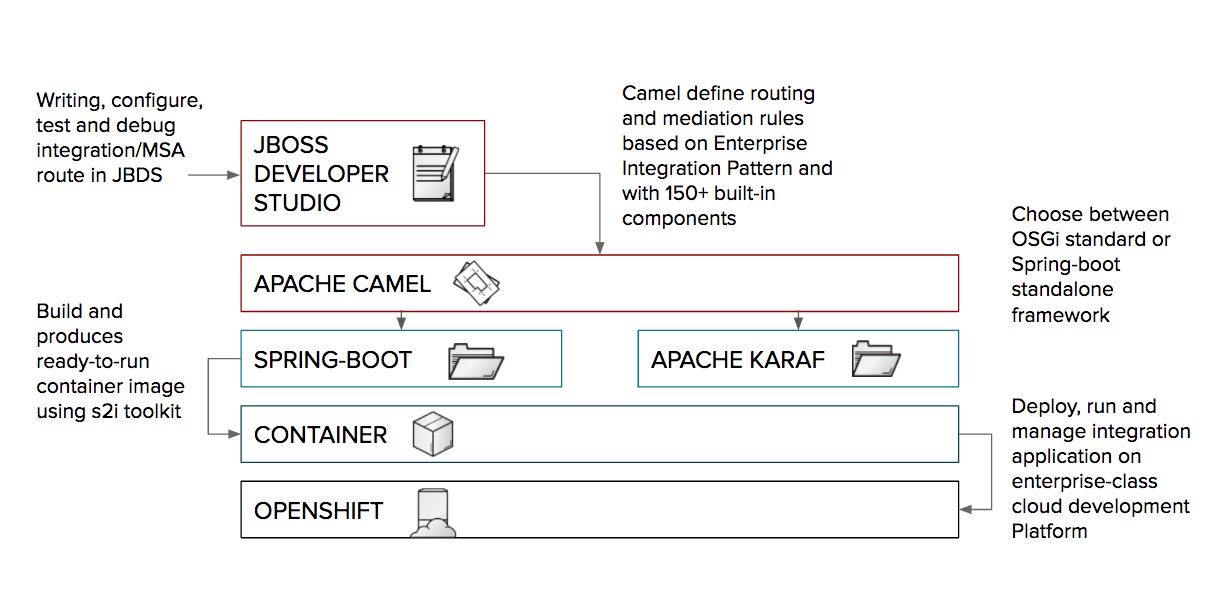 Writing, configure,
test and debug
integration/MSA
route in JBDS
JBOSS
DEVELOPER
STUDIO
Camel define routing
and mediation rules
based on Enterprise
Integration Pattern and
with 150+ built-in
components
Choose between
OSGi standard or
Spring-boot
standalone
framework
APACHE CAMEL
Build and
produces
ready-to-run
container image
using s2i toolkit
SPRING-BOOT
APACHE KARAF
CONTAINER
Deploy, run and
manage integration
application on
enterprise-class
cloud development
Platform
OPENSHIFT